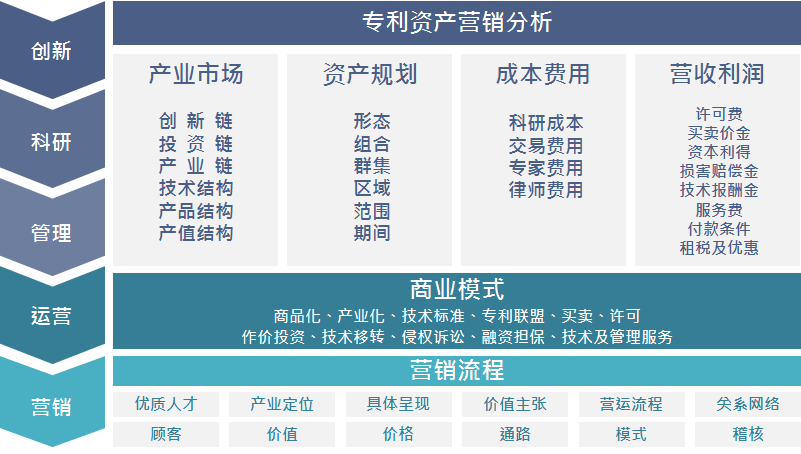 创新
科研
管理
运营
营销
专利资产营销分析
产业市场
创 新 链
投 资 链
产 业 链
技术结构
产品结构
产值结构
资产规划
形态
组合
群集
区域
范围
期间
成本费用
科研成本
交易费用
专家费用
律师费用
营收利润
许可费
买卖价金
资本利得
损害赔偿金
技术报酬金
服务费
付款条件
租税及优惠
商业模式
商品化、产业化、技术标准、专利联盟、买卖、许可
作价投资、技术移转、侵权诉讼、融资担保、技术及管理服务
营销流程
优质人才
产业定位
具体呈现
价值主张
营运流程
关系网络
顾客
价值
价格
通路
模式
稽核